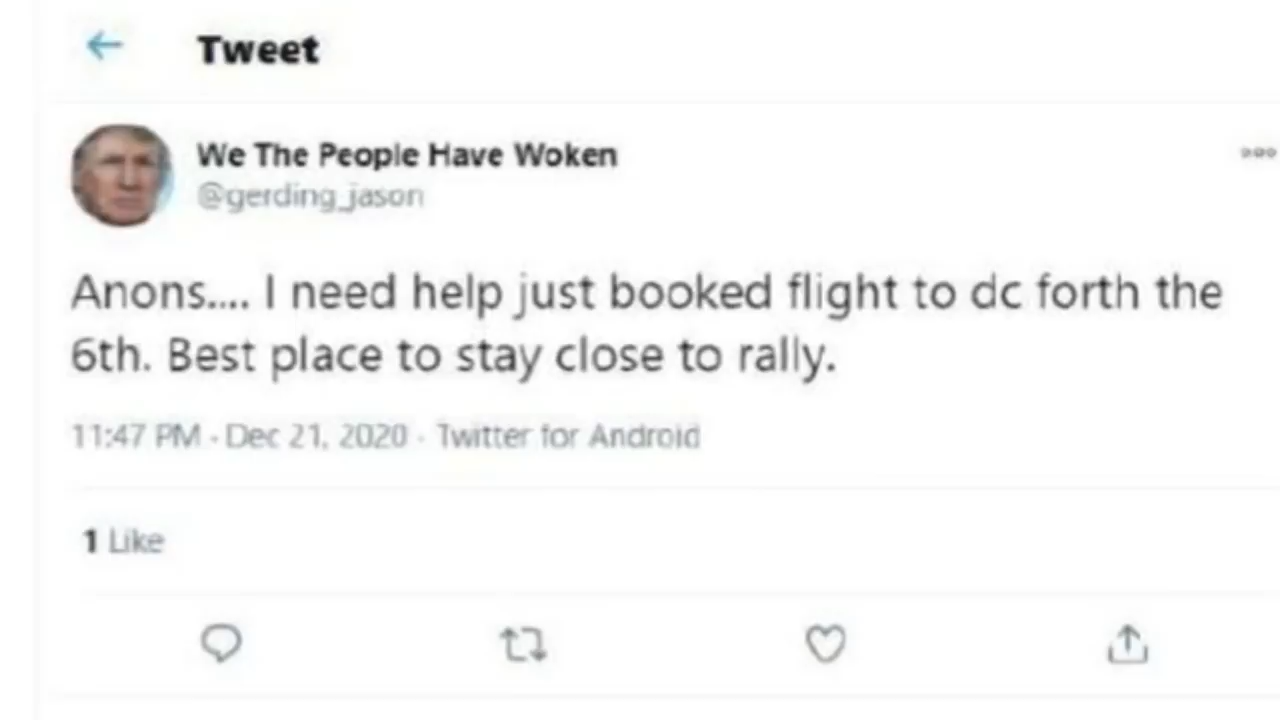 Tweet
We The People Have Woken
@gerding_jason
Anons.... I need help just booked flight to dc forth the
6th. Best place to stay close to rally.
11:47 PM · Dec 21, 2020 · Twitter for Android
1 Like